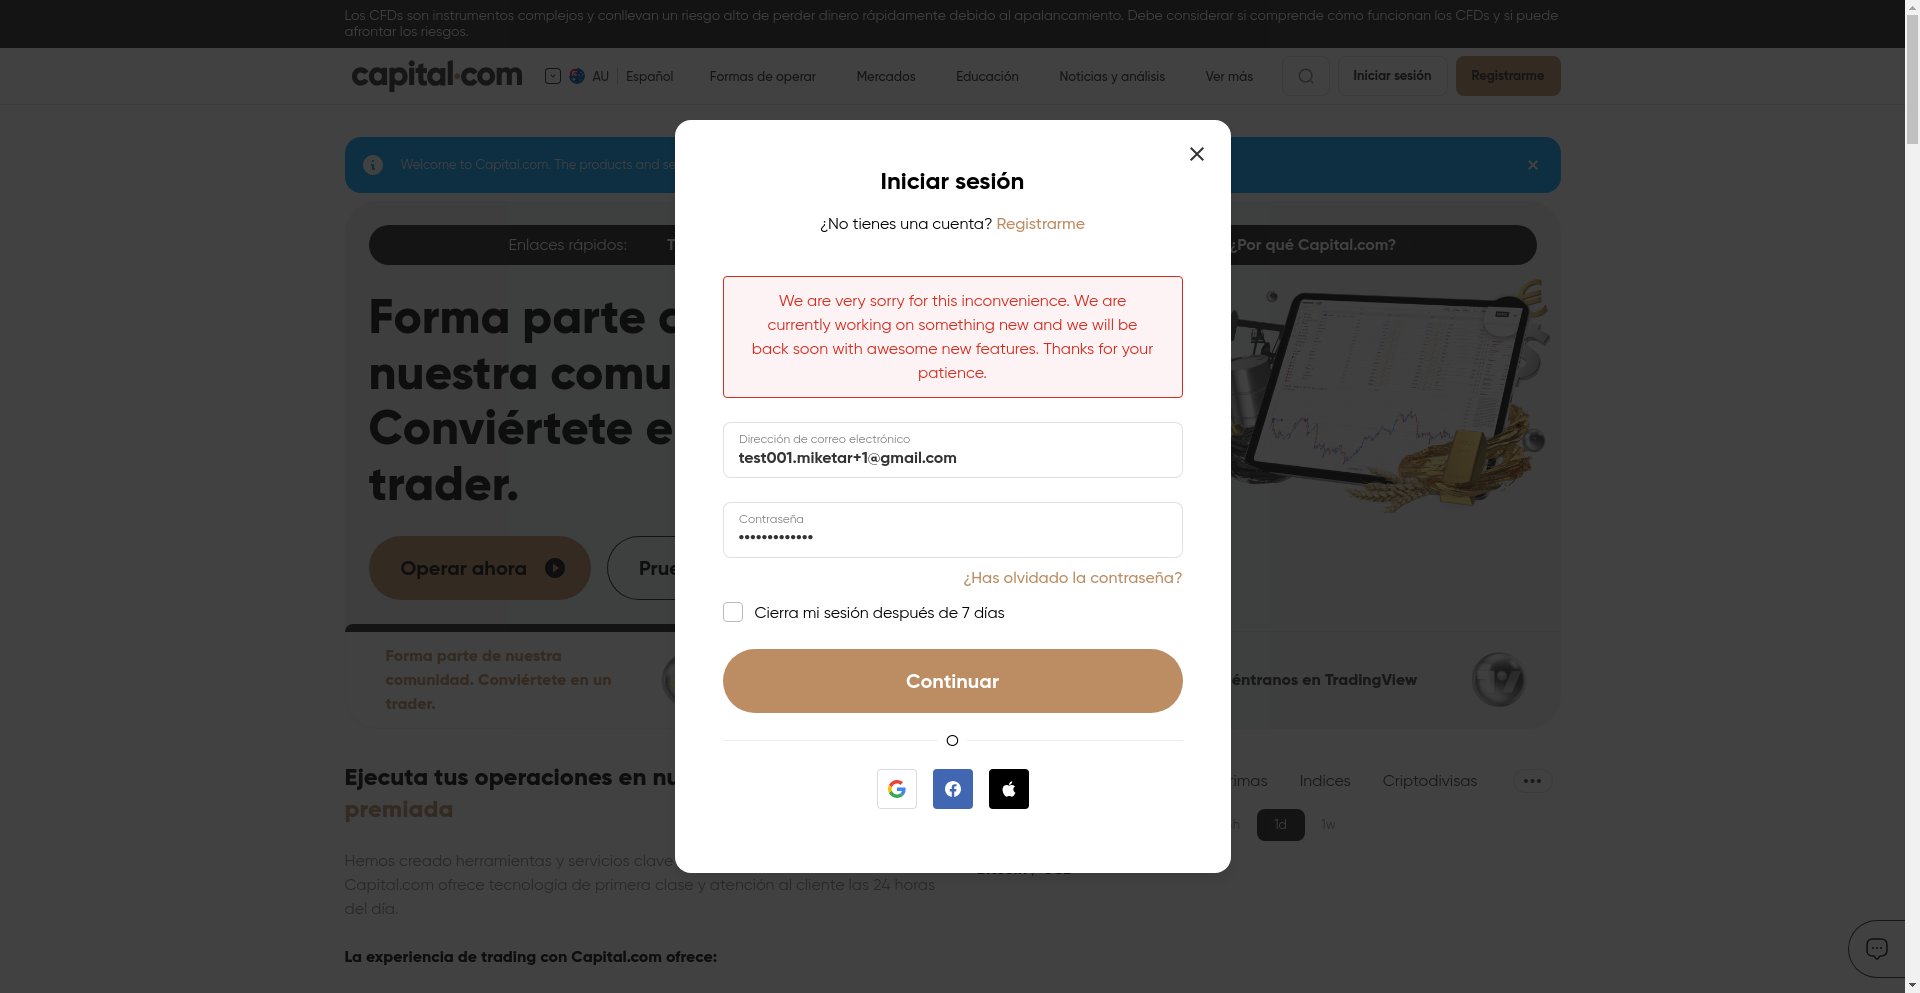 Los CFDs son instrumentos complejos y conllevan un riesgo alto de perder dinero rápidamente debido al apalancamiento. Debe considerar si comprende cómo funcionan los CFDs y si puede
afrontar los riesgos.
capital.com
AU
Español
Formas de operar
Mercados
Educación
Noticias y análisis
Ver más
Iniciar sesión
Registrarme
Welcome to Capital.com. The products and se
Enlaces rápidos:
¿Por qué Capital.com?
Forma parte d
nuestra comu
Conviértete e
trader.
Operar ahora
Prue
Forma parte de nuestra
comunidad. Conviértete en un
trader.
éntranos en TradingView
Ejecuta tus operaciones en nu
premiada
rimas
Indices
Criptodivisas
h
1d
1w
Hemos creado herramientas y servicios clave
Capital.com ofrece tecnología de primera clase y atención al cliente las 24 horas
del día.
La experiencia de trading con Capital.com ofrece:
Iniciar sesión
¿No tienes una cuenta? Registrarme
We are very sorry for this inconvenience. We are
currently working on something new and we will be
back soon with awesome new features. Thanks for your
patience.
Dirección de correo electrónico
test001.miketar+1@gmail.com
Contraseña
•••••••••••••
¿Has olvidado la contraseña?
Cierra mi sesión después de 7 días
Continuar
O